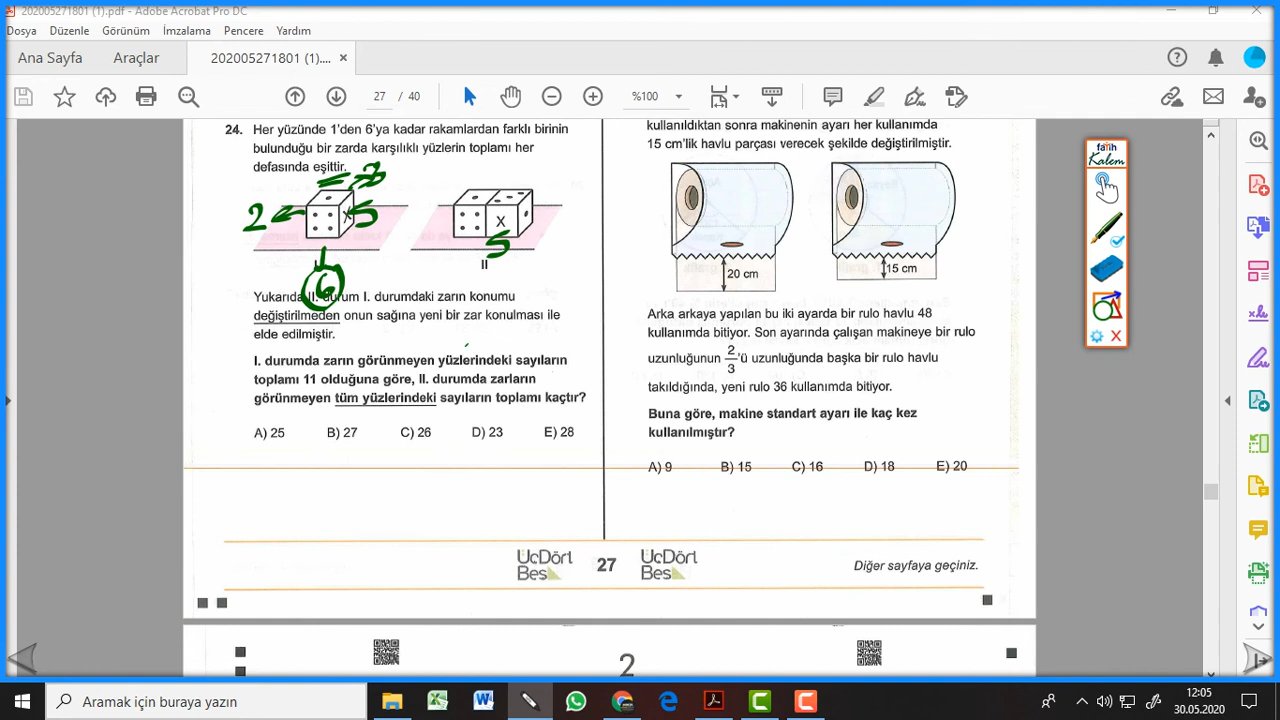 202005271801 (1).pdf - Adobe Acrobat Pro DC
Dosya Düzenle Görünüm İmzalama Pencere Yardım
Ana Sayfa Araçlar 202005271801 (1).... ×
27 / 40 %100
24. Her yüzünde 1'den 6'ya kadar rakamlardan farklı birinin
bulunduğu bir zarda karşılıklı yüzlerin toplamı her
defasında eşittir.
2 X 5
6
X
5
II
Yukarıda II. durum I. durumdaki zarın konumu
değiştirilmeden onun sağına yeni bir zar konulması ile
elde edilmiştir.
I. durumda zarın görünmeyen yüzlerindeki sayıların
toplamı 11 olduğuna göre, II. durumda zarların
görünmeyen tüm yüzlerindeki sayıların toplamı kaçtır?
A) 25 B) 27 C) 26 D) 23 E) 28
kullanıldıktan sonra makinenin ayarı her kullanımda
15 cm'lik havlu parçası verecek şekilde değiştirilmiştir.
20 cm 15 cm
Arka arkaya yapılan bu iki ayarda bir rulo havlu 48
kullanımda bitiyor. Son ayarında çalışan makineye bir rulo
uzunluğunun 2/3'ü uzunluğunda başka bir rulo havlu
takıldığında, yeni rulo 36 kullanımda bitiyor.
Buna göre, makine standart ayarı ile kaç kez
kullanılmıştır?
A) 9 B) 15 C) 16 D) 18 E) 20
ÜçDört
Beş
27
ÜçDört
Beş
Diğer sayfaya geçiniz.
2
fatih
Kalem
X
Aramak için buraya yazın
12:05
30.05.2020